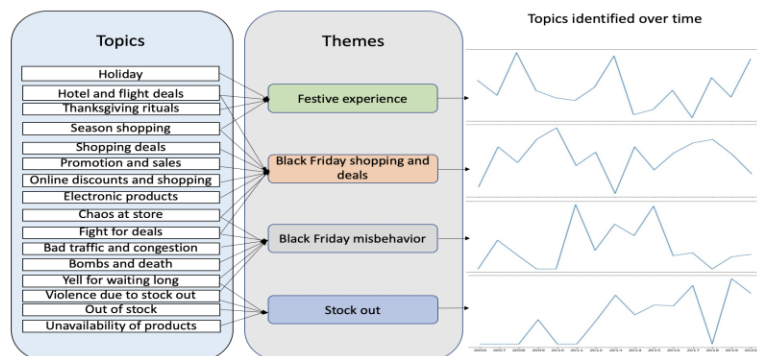 Topics
Holiday
Hotel and flight deals
Thanksgiving rituals
Season shopping
Shopping deals
Promotion and sales
Online discounts and shopping
Electronic products
Chaos at store
Fight for deals
Bad traffic and congestion
Bombs and death
Yell for waiting long
Violence due to stock out
Out of stock
Unavailability of products
Themes
Festive experience
Black Friday shopping and
deals
Black Friday misbehavior
Stock out
Topics identified over time